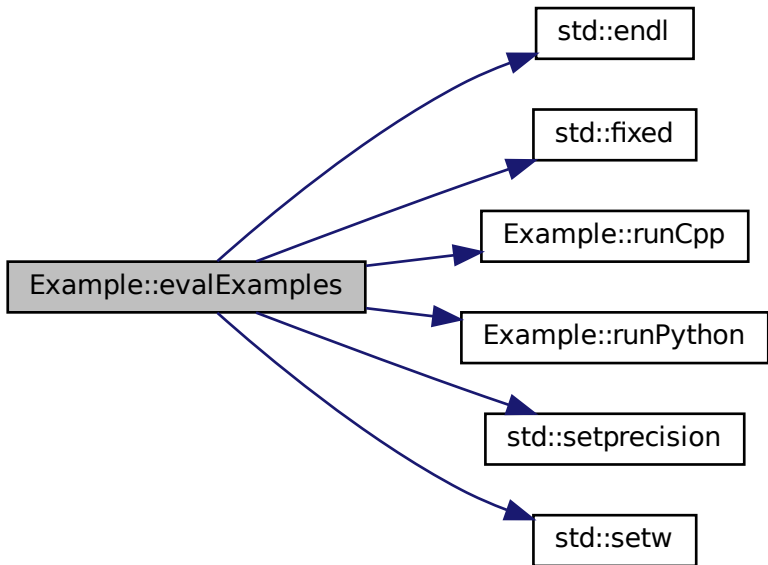 std::endl
std::fixed
Example::runCpp
Example::evalExamples
Example::runPython
std::setprecision
std::setw